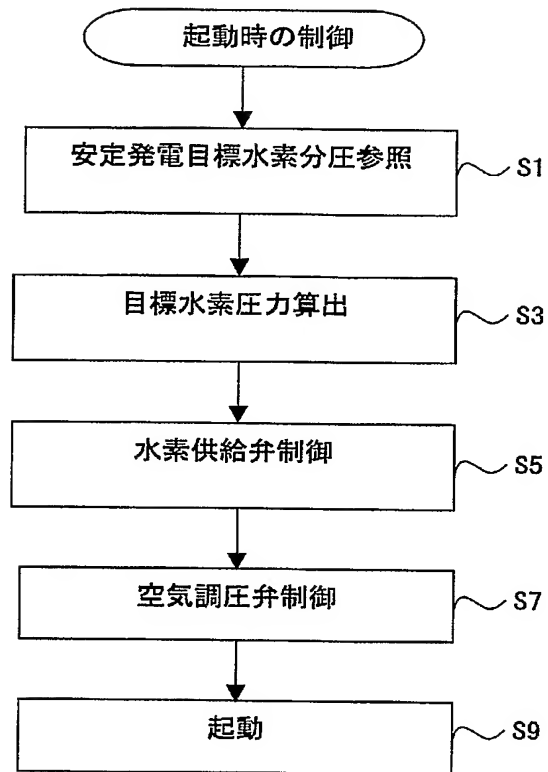 起動時の制御
安定発電目標水素分圧参照
S1
目標水素圧力算出
S3
水素供給弁制御
S5
空気調圧弁制御
S7
起動
S9